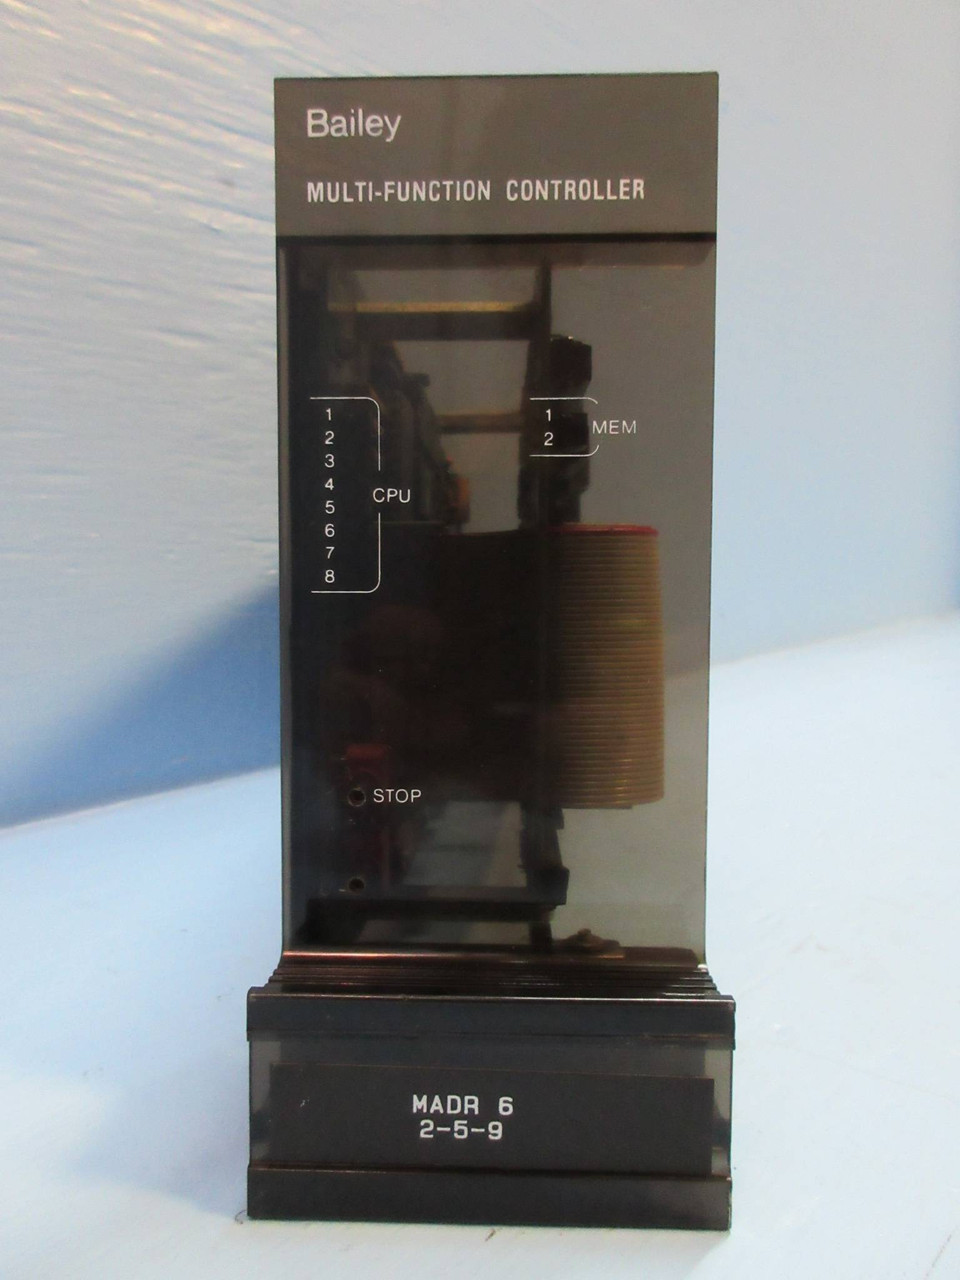 Bailey
MULTI-FUNCTION CONTROLLER
1
2
3
4
5
6
7
8
CPU
1
2
MEM
STOP
MADR 6
2-5-9